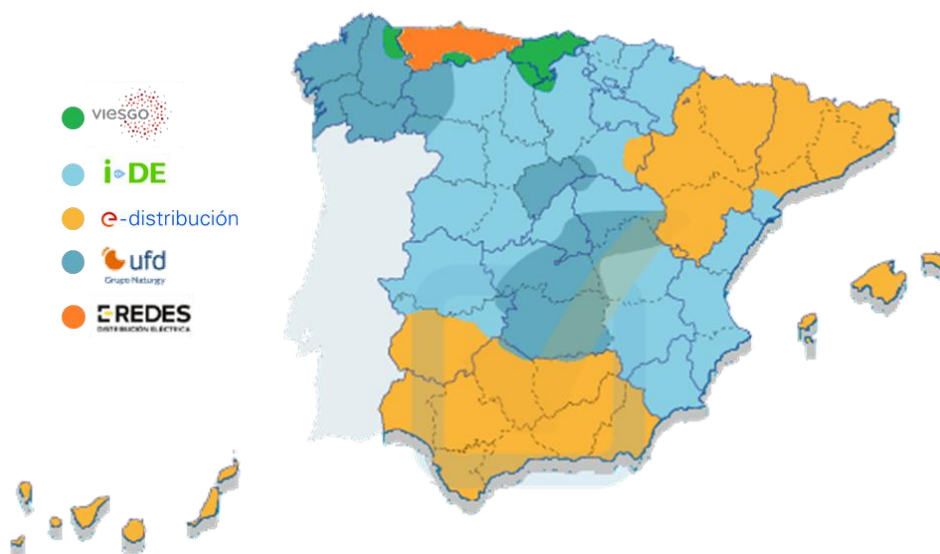 viesgo
i-DE
e-distribución
ufd
Grupo Naturgy
E-REDES
DISTRIBUCIÓN ELÉCTRICA